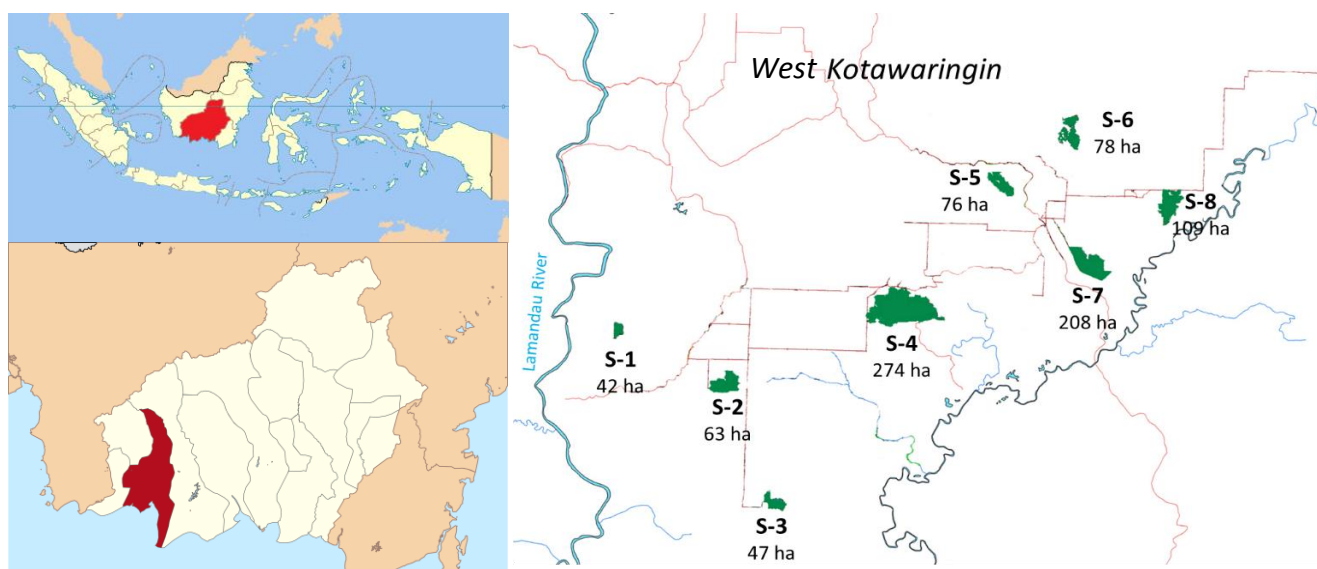 West Kotawaringin
Lamandau River
S-6
78 ha
S-5
76 ha
S-8
109 ha
S-7
208 ha
S-4
274 ha
S-1
42 ha
S-2
63 ha
S-3
47 ha